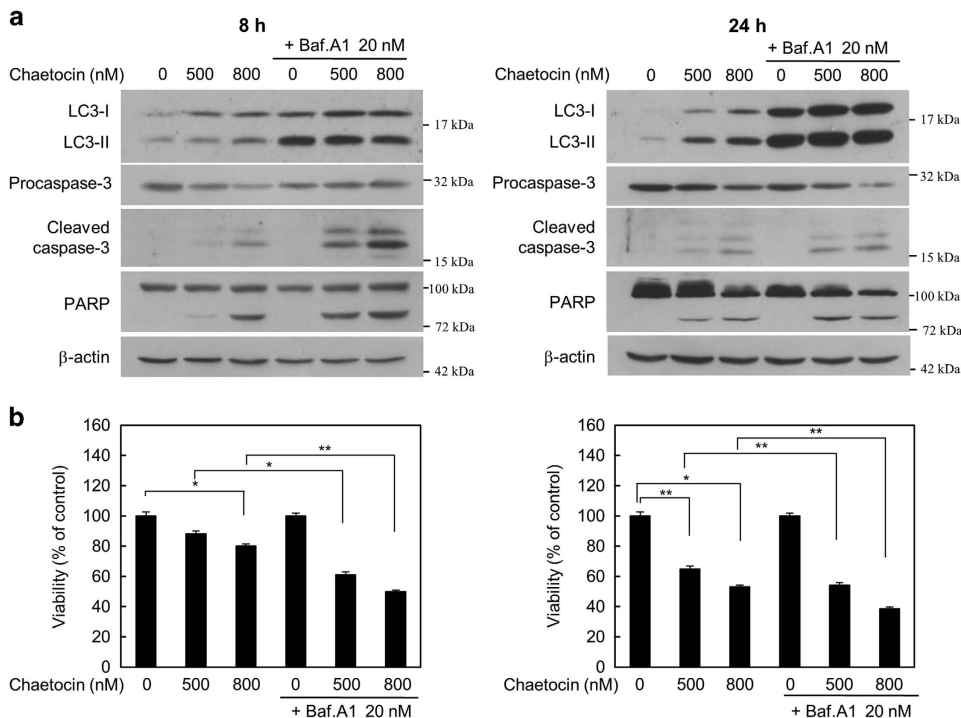 a
8 h
+ Baf.A1 20 nM
Chaetocin (nM) 0 500 800 0 500 800
LC3-I
17 kDa
LC3-II
Procaspase-3
32 kDa
Cleaved
caspase-3
15 kDa
PARP
100 kDa
72 kDa
β-actin
42 kDa
24 h
+ Baf.A1 20 nM
Chaetocin (nM) 0 500 800 0 500 800
LC3-I
17 kDa
LC3-II
Procaspase-3
32 kDa
Cleaved
caspase-3
15 kDa
PARP
100 kDa
72 kDa
β-actin
42 kDa
b
Viability (% of control)
160
140
120
100
80
60
40
20
0
*
*
**
Chaetocin (nM) 0 500 800 0 500 800
+ Baf.A1 20 nM
Viability (% of control)
160
140
120
100
80
60
40
20
0
**
*
**
**
Chaetocin (nM) 0 500 800 0 500 800
+ Baf.A1 20 nM